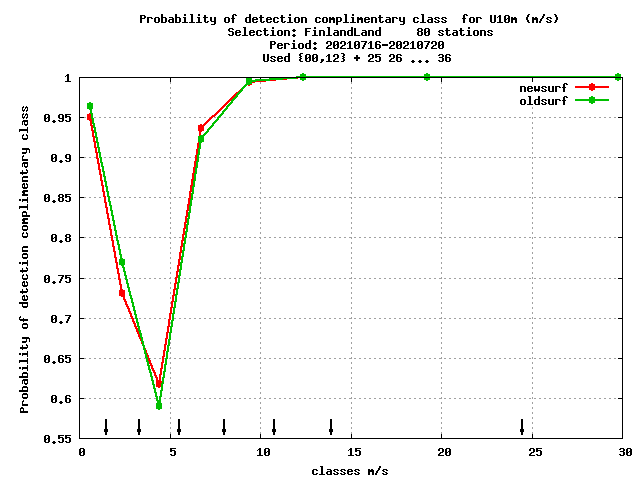 Probability of detection complimentary class  for U10m (m/s)
Selection: FinlandLand     80 stations
Period: 20210716-20210720
Used {00,12} + 25 26 ... 36
newsurf
oldsurf
1
0.95
0.9
0.85
0.8
0.75
0.7
0.65
0.6
0.55
Probability of detection complimentary class
0 5 10 15 20 25 30
classes m/s